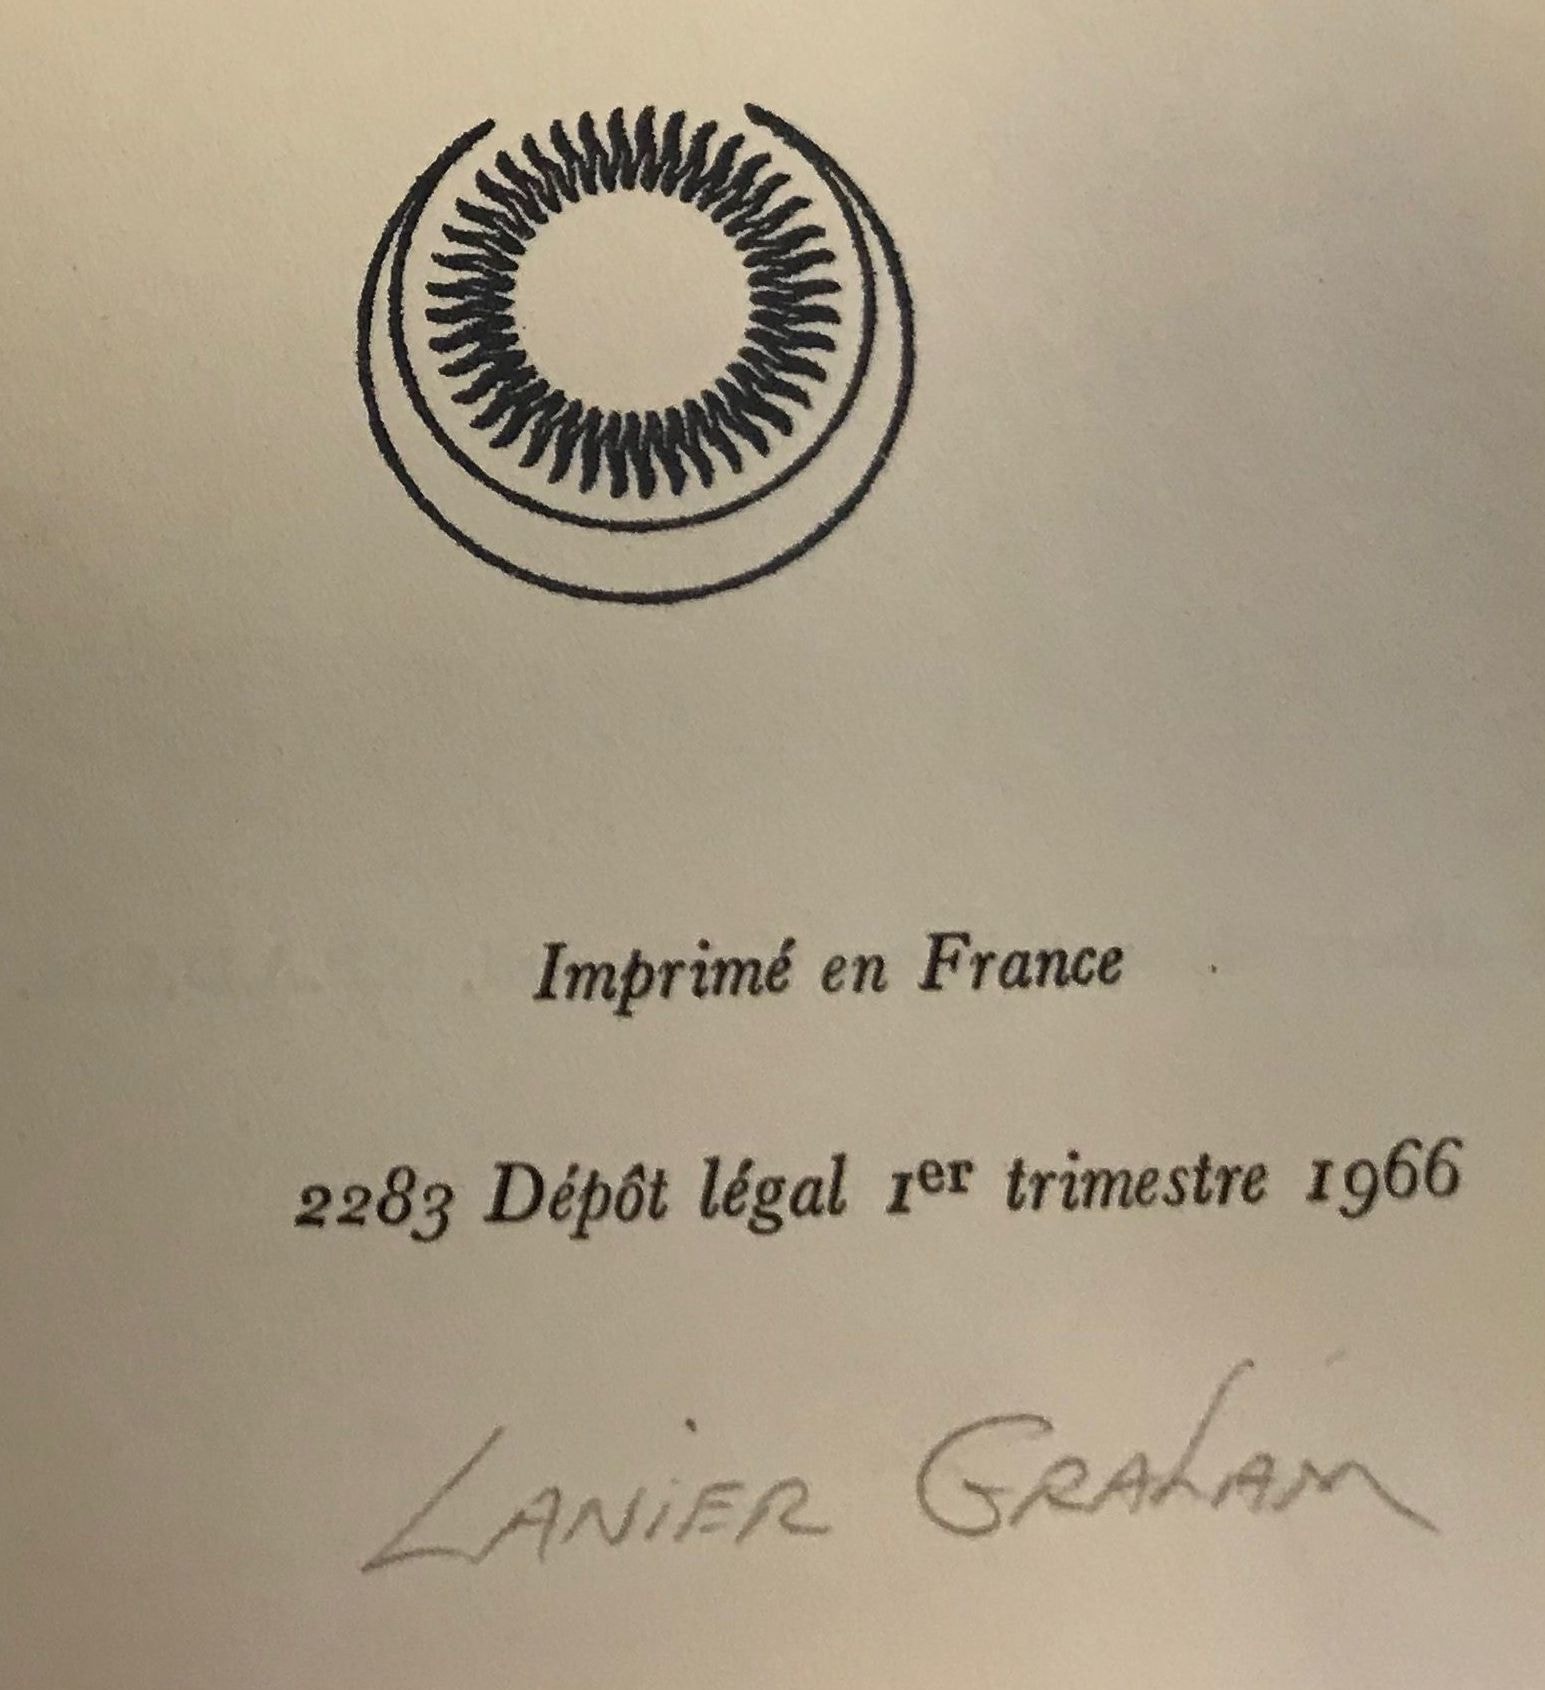 Imprimé en France
2283 Dépôt légal 1er trimestre 1966
LANiER GRAHAM